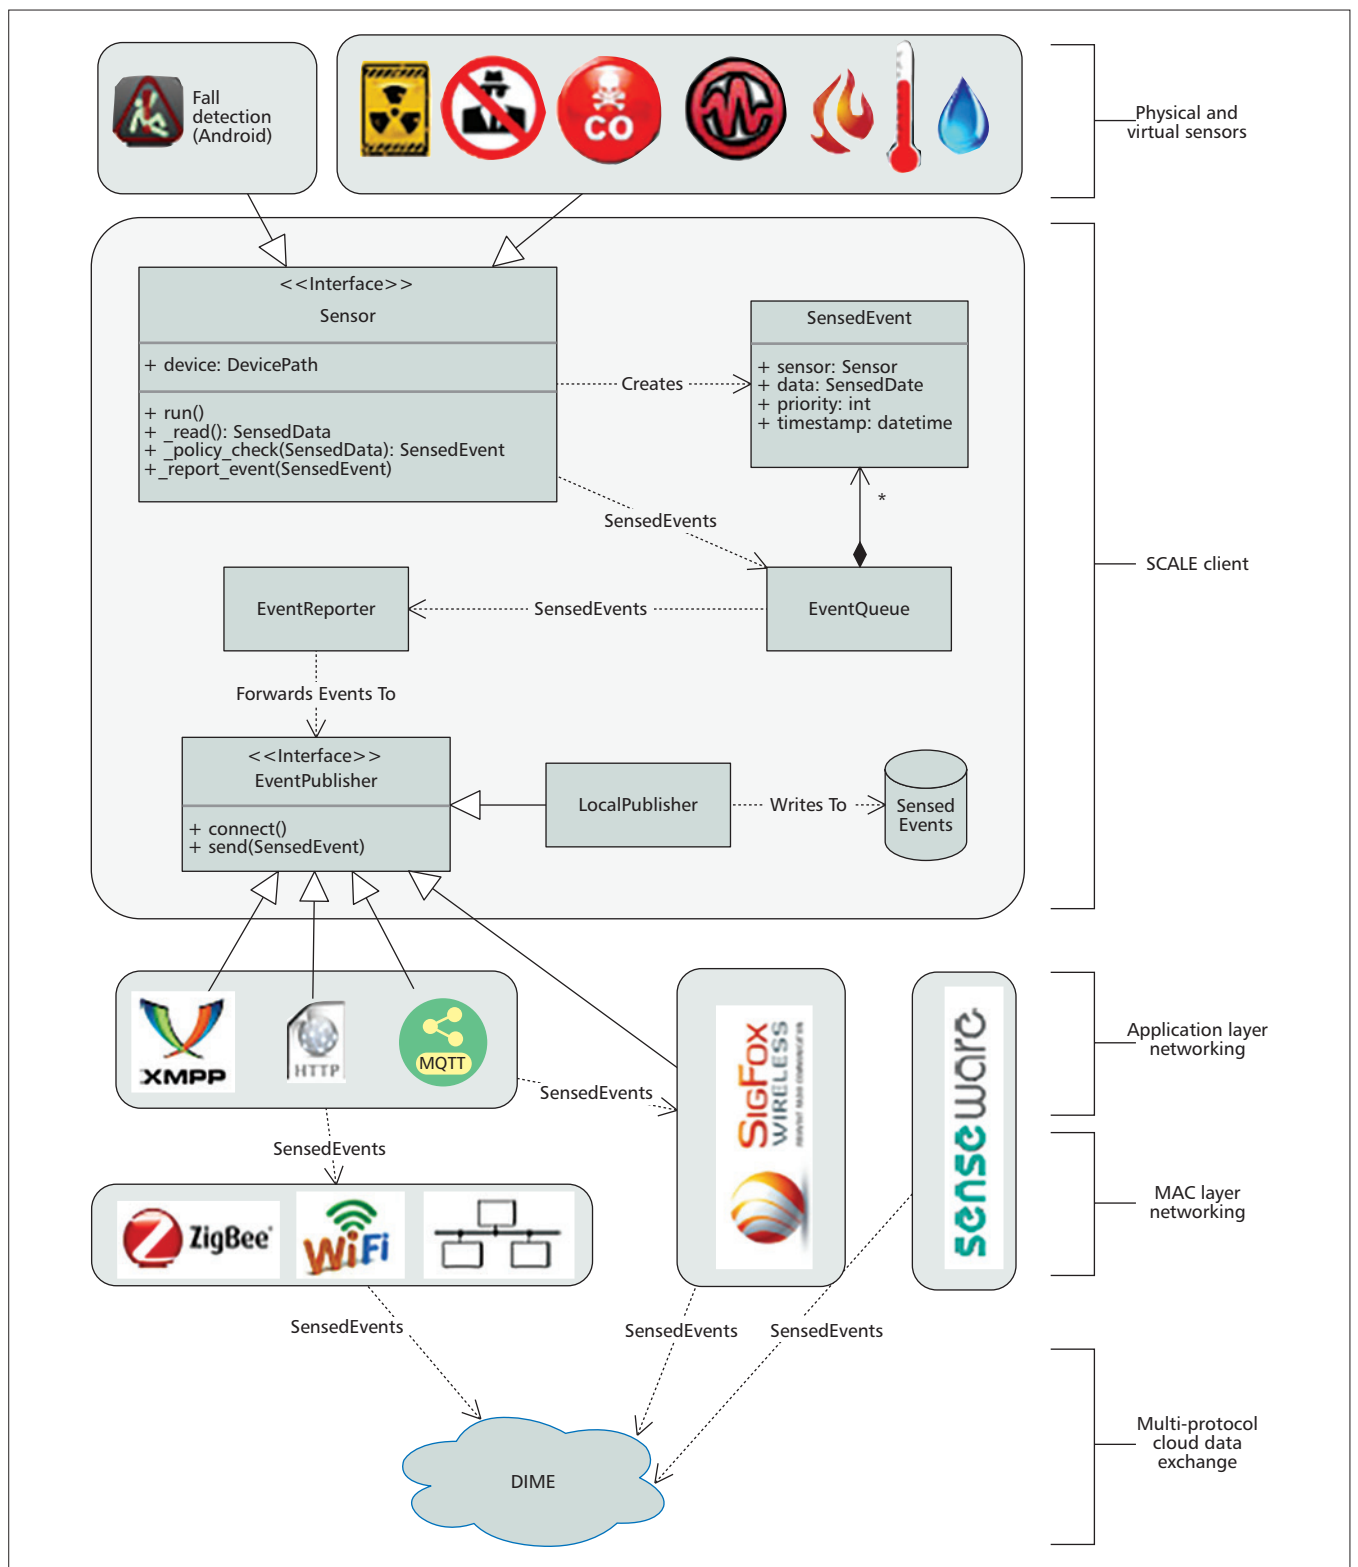 Fall
detection
(Android)
CO
Physical and
virtual sensors
<<Interface>>
Sensor
+ device: DevicePath
+ run()
+ _read(): SensedData
+ _policy_check(SensedData): SensedEvent
+_report_event(SensedEvent)
Creates
SensedEvent
+ sensor: Sensor
+ data: SensedDate
+ priority: int
+ timestamp: datetime
*
SensedEvents
SCALE client
EventReporter
SensedEvents
EventQueue
Forwards Events To
<<Interface>>
EventPublisher
+ connect()
+ send(SensedEvent)
LocalPublisher
Writes To
Sensed
Events
XMPP
HTTP
MQTT
SensedEvents
SIGFOX
WIRELESS
senseware
Application layer
networking
SensedEvents
ZigBee
WiFi
MAC layer
networking
SensedEvents
SensedEvents
SensedEvents
DIME
Multi-protocol
cloud data
exchange